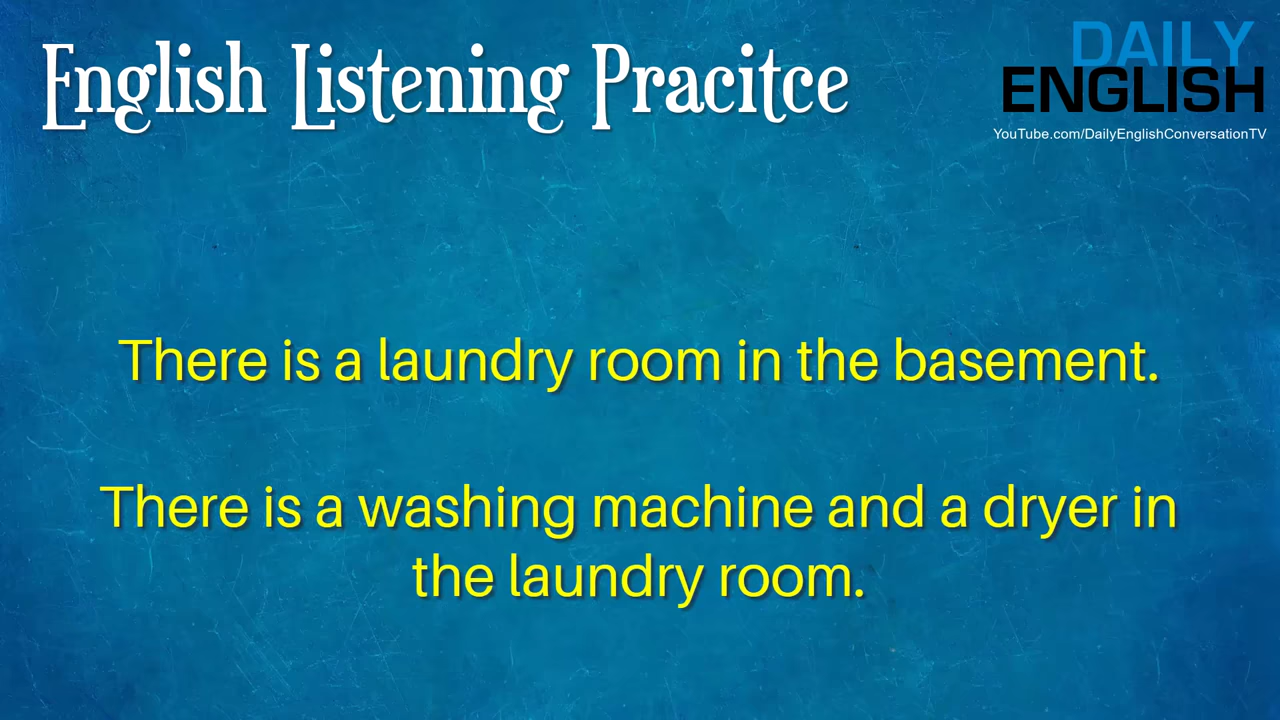 English Listening Pracitce
DAILY
ENGLISH
YouTube.com/DailyEnglishConversationTV
There is a laundry room in the basement.
There is a washing machine and a dryer in
the laundry room.